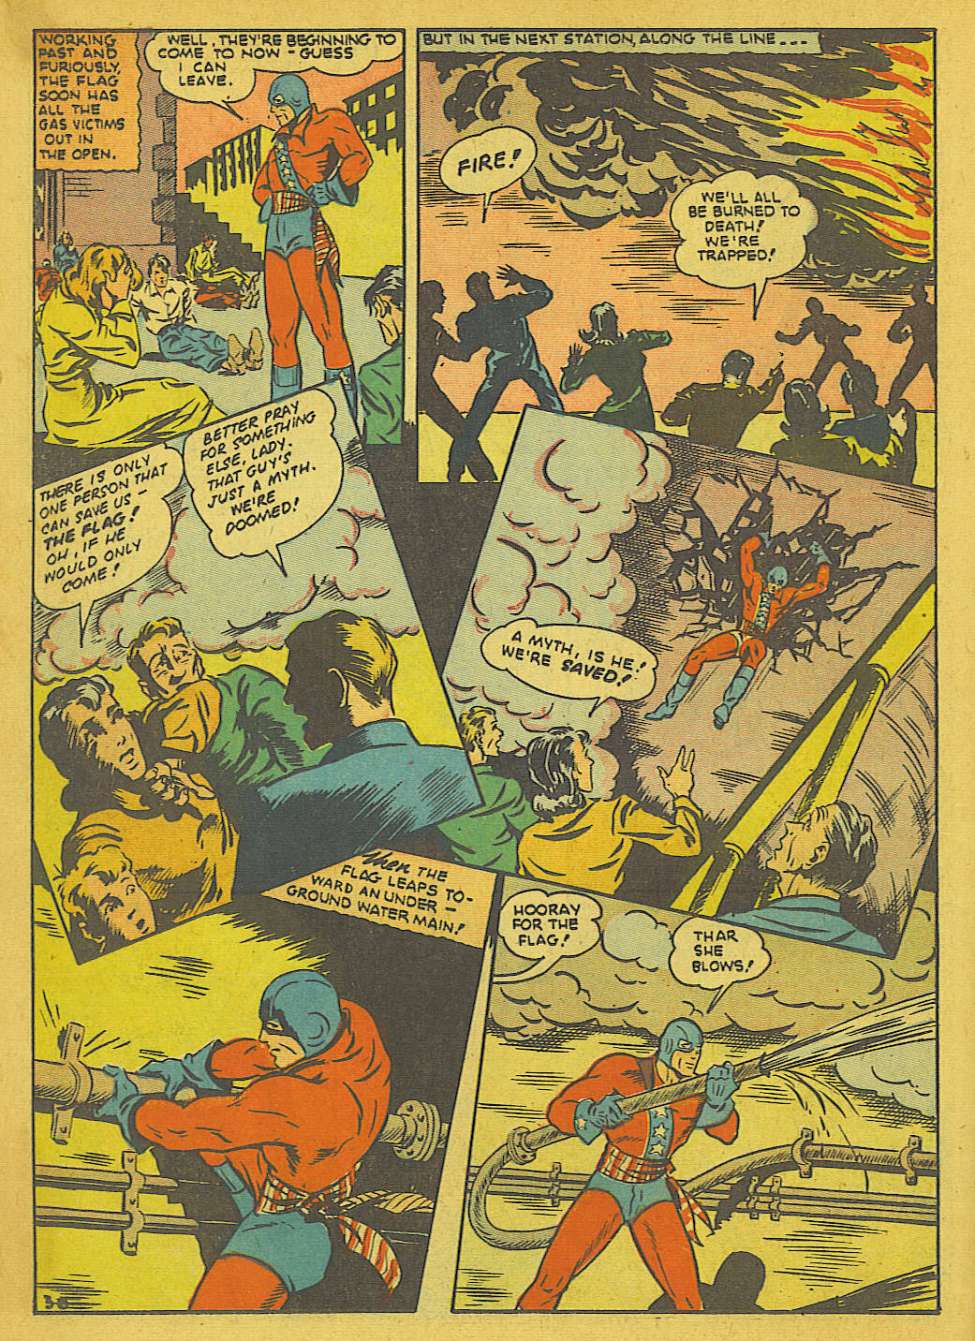 WORKING
FAST AND
FURIOUSLY,
THE FLAG
SOON HAS
ALL THE
GAS VICTIMS
OUT IN
THE OPEN.
WELL, THEY'RE BEGINNING TO
COME TO NOW - GUESS
I CAN
LEAVE.
BUT IN THE NEXT STATION, ALONG THE LINE...
FIRE!
WE'LL ALL
BE BURNED TO
DEATH!
WE'RE
TRAPPED!
THERE IS ONLY
ONE PERSON THAT
CAN SAVE US -
THE FLAG!
OH, IF HE
WOULD ONLY
COME!
BETTER PRAY
FOR SOMETHING
ELSE, LADY.
THAT GUY'S
JUST A MYTH.
WE'RE
DOOMED!
A MYTH, IS HE!
WE'RE SAVED!
Then THE
FLAG LEAPS TO-
WARD AN UNDER-
GROUND WATER MAIN!
HOORAY
FOR THE
FLAG!
THAR
SHE
BLOWS!